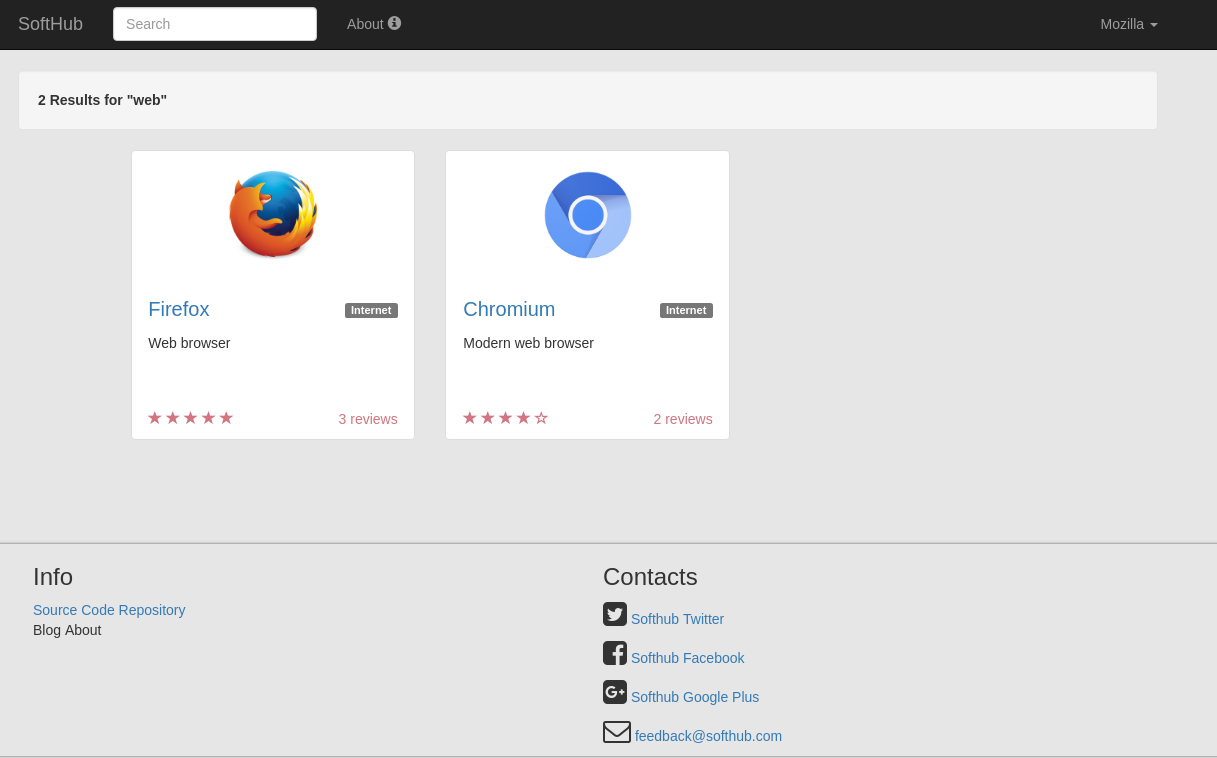 SoftHub Search About Mozilla
2 Results for "web"
Firefox Internet
Web browser
3 reviews
Chromium Internet
Modern web browser
2 reviews
Info
Source Code Repository
Blog About
Contacts
Softhub Twitter
Softhub Facebook
Softhub Google Plus
feedback@softhub.com